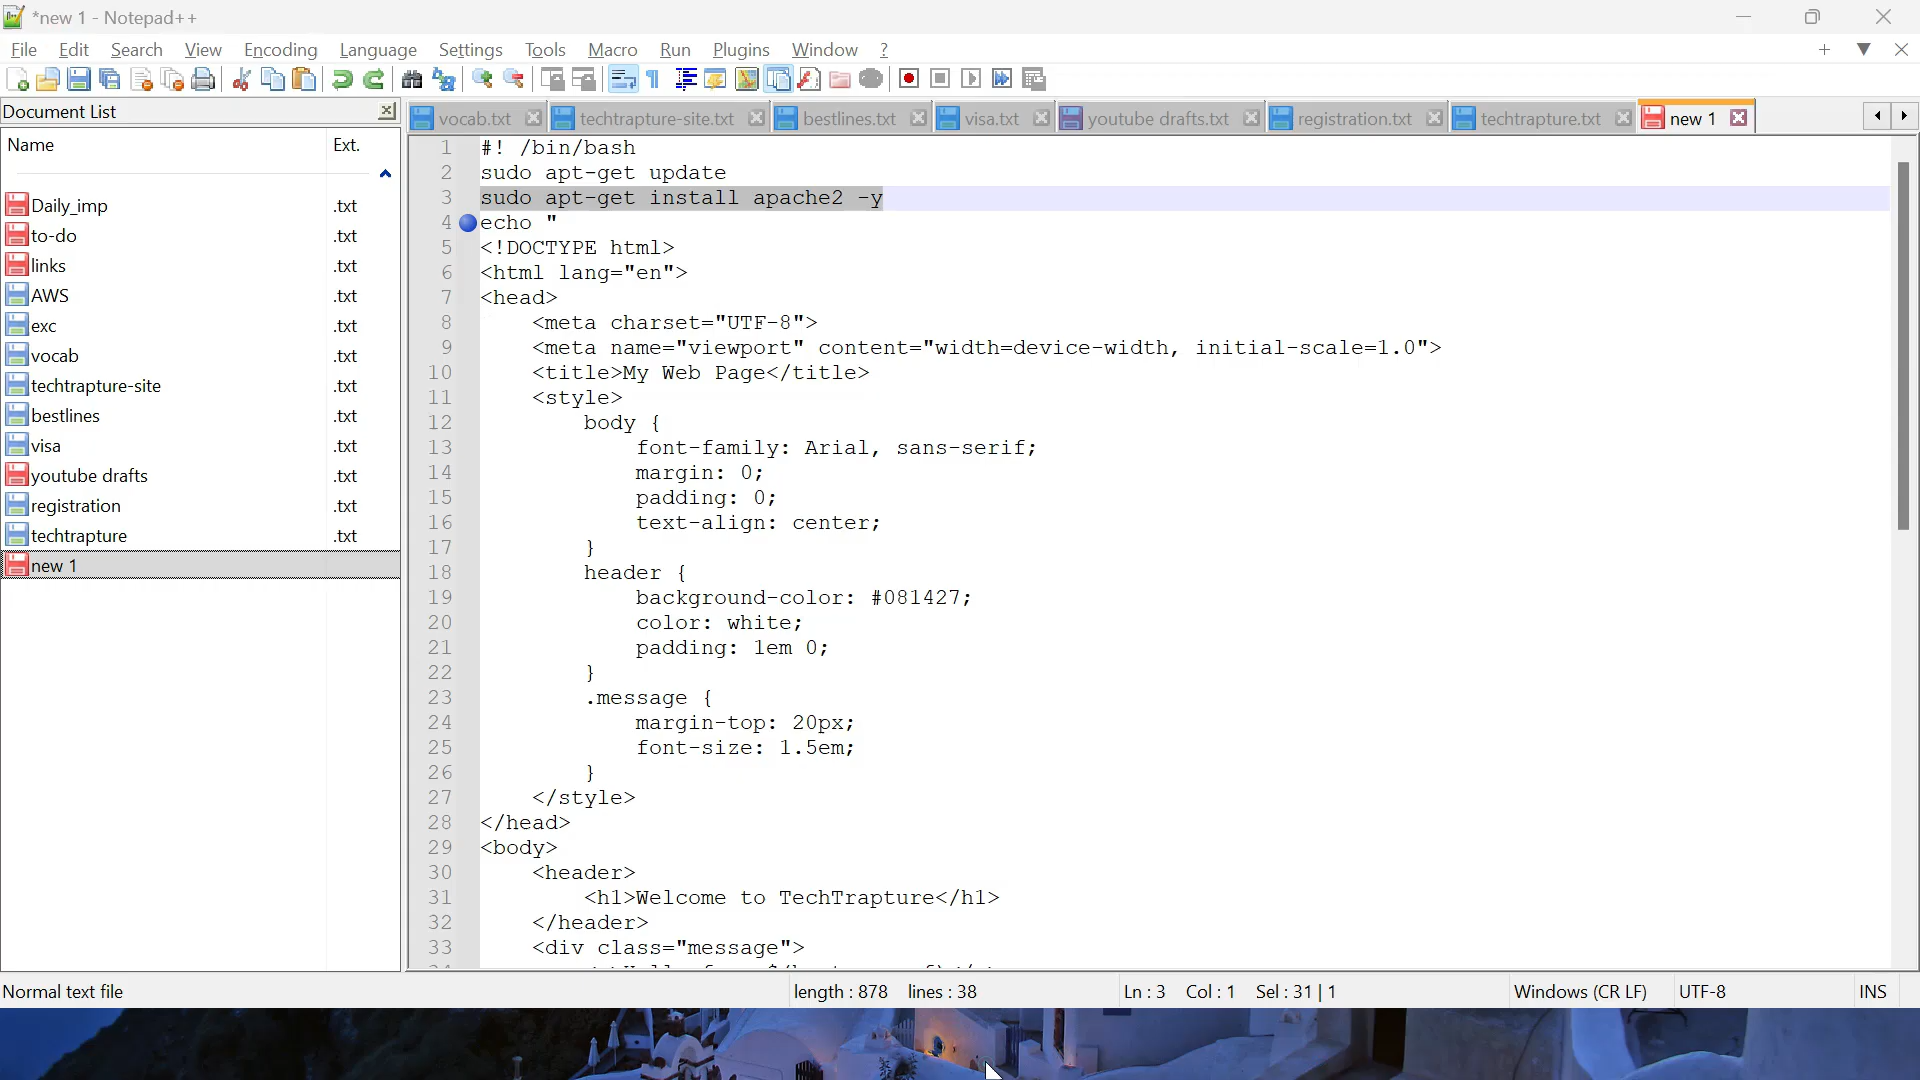 *new 1 - Notepad++
File Edit Search View Encoding Language Settings Tools Macro Run Plugins Window ?
Document List
vocab.txt techtrapture-site.txt bestlines.txt visa.txt youtube drafts.txt registration.txt techtrapture.txt new 1
Name Ext.
Daily_imp .txt
to-do .txt
links .txt
AWS .txt
exc .txt
vocab .txt
techtrapture-site .txt
bestlines .txt
visa .txt
youtube drafts .txt
registration .txt
techtrapture .txt
new 1
1 #! /bin/bash
2 sudo apt-get update
3 sudo apt-get install apache2 -y
4 echo "
5 <!DOCTYPE html>
6 <html lang="en">
7 <head>
8 <meta charset="UTF-8">
9 <meta name="viewport" content="width=device-width, initial-scale=1.0">
10 <title>My Web Page</title>
11 <style>
12 body {
13 font-family: Arial, sans-serif;
14 margin: 0;
15 padding: 0;
16 text-align: center;
17 }
18 header {
19 background-color: #081427;
20 color: white;
21 padding: 1em 0;
22 }
23 .message {
24 margin-top: 20px;
25 font-size: 1.5em;
26 }
27 </style>
28 </head>
29 <body>
30 <header>
31 <h1>Welcome to TechTrapture</h1>
32 </header>
33 <div class="message">
Normal text file length : 878 lines : 38 Ln : 3 Col : 1 Sel : 31 | 1 Windows (CR LF) UTF-8 INS